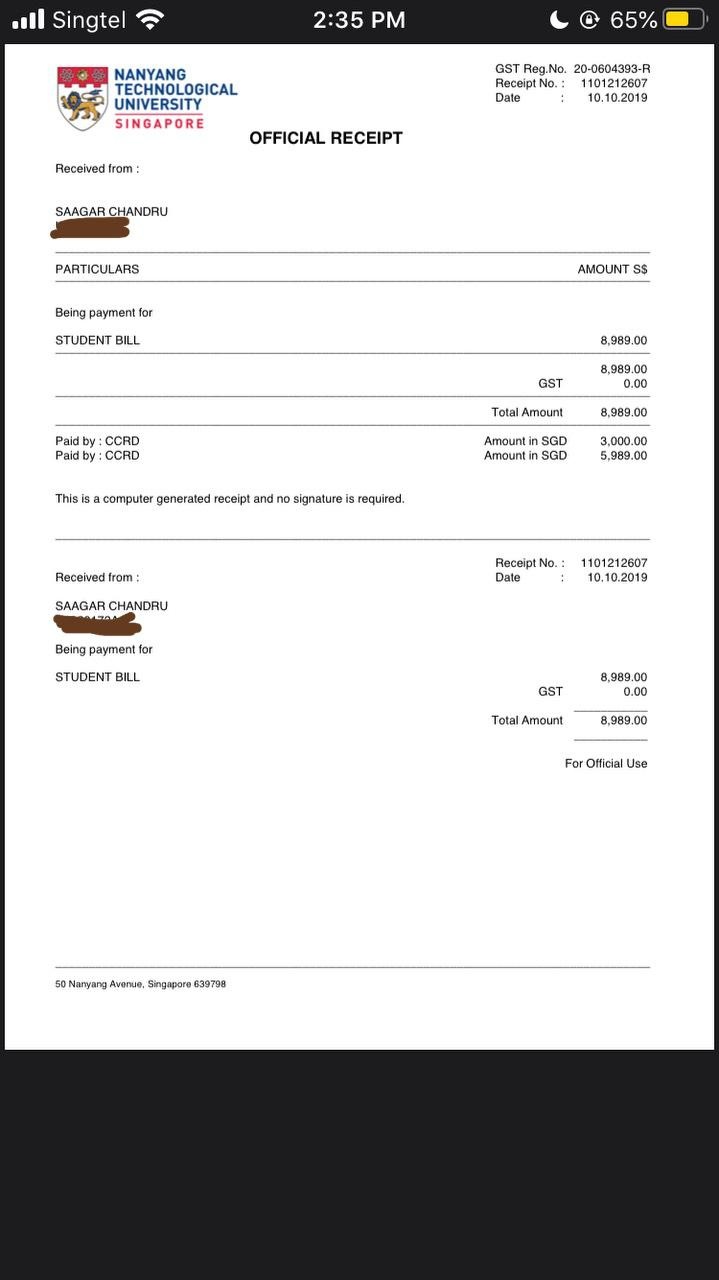 Singtel 2:35 PM 65%
NANYANG
TECHNOLOGICAL
UNIVERSITY
SINGAPORE
GST Reg.No. 20-0604393-R
Receipt No. : 1101212607
Date : 10.10.2019
OFFICIAL RECEIPT
Received from :
SAAGAR CHANDRU
PARTICULARS AMOUNT S$
Being payment for
STUDENT BILL 8,989.00
8,989.00
GST 0.00
Total Amount 8,989.00
Paid by : CCRD Amount in SGD 3,000.00
Paid by : CCRD Amount in SGD 5,989.00
This is a computer generated receipt and no signature is required.
Receipt No. : 1101212607
Received from : Date : 10.10.2019
SAAGAR CHANDRU
Being payment for
STUDENT BILL 8,989.00
GST 0.00
Total Amount 8,989.00
For Official Use
50 Nanyang Avenue, Singapore 639798